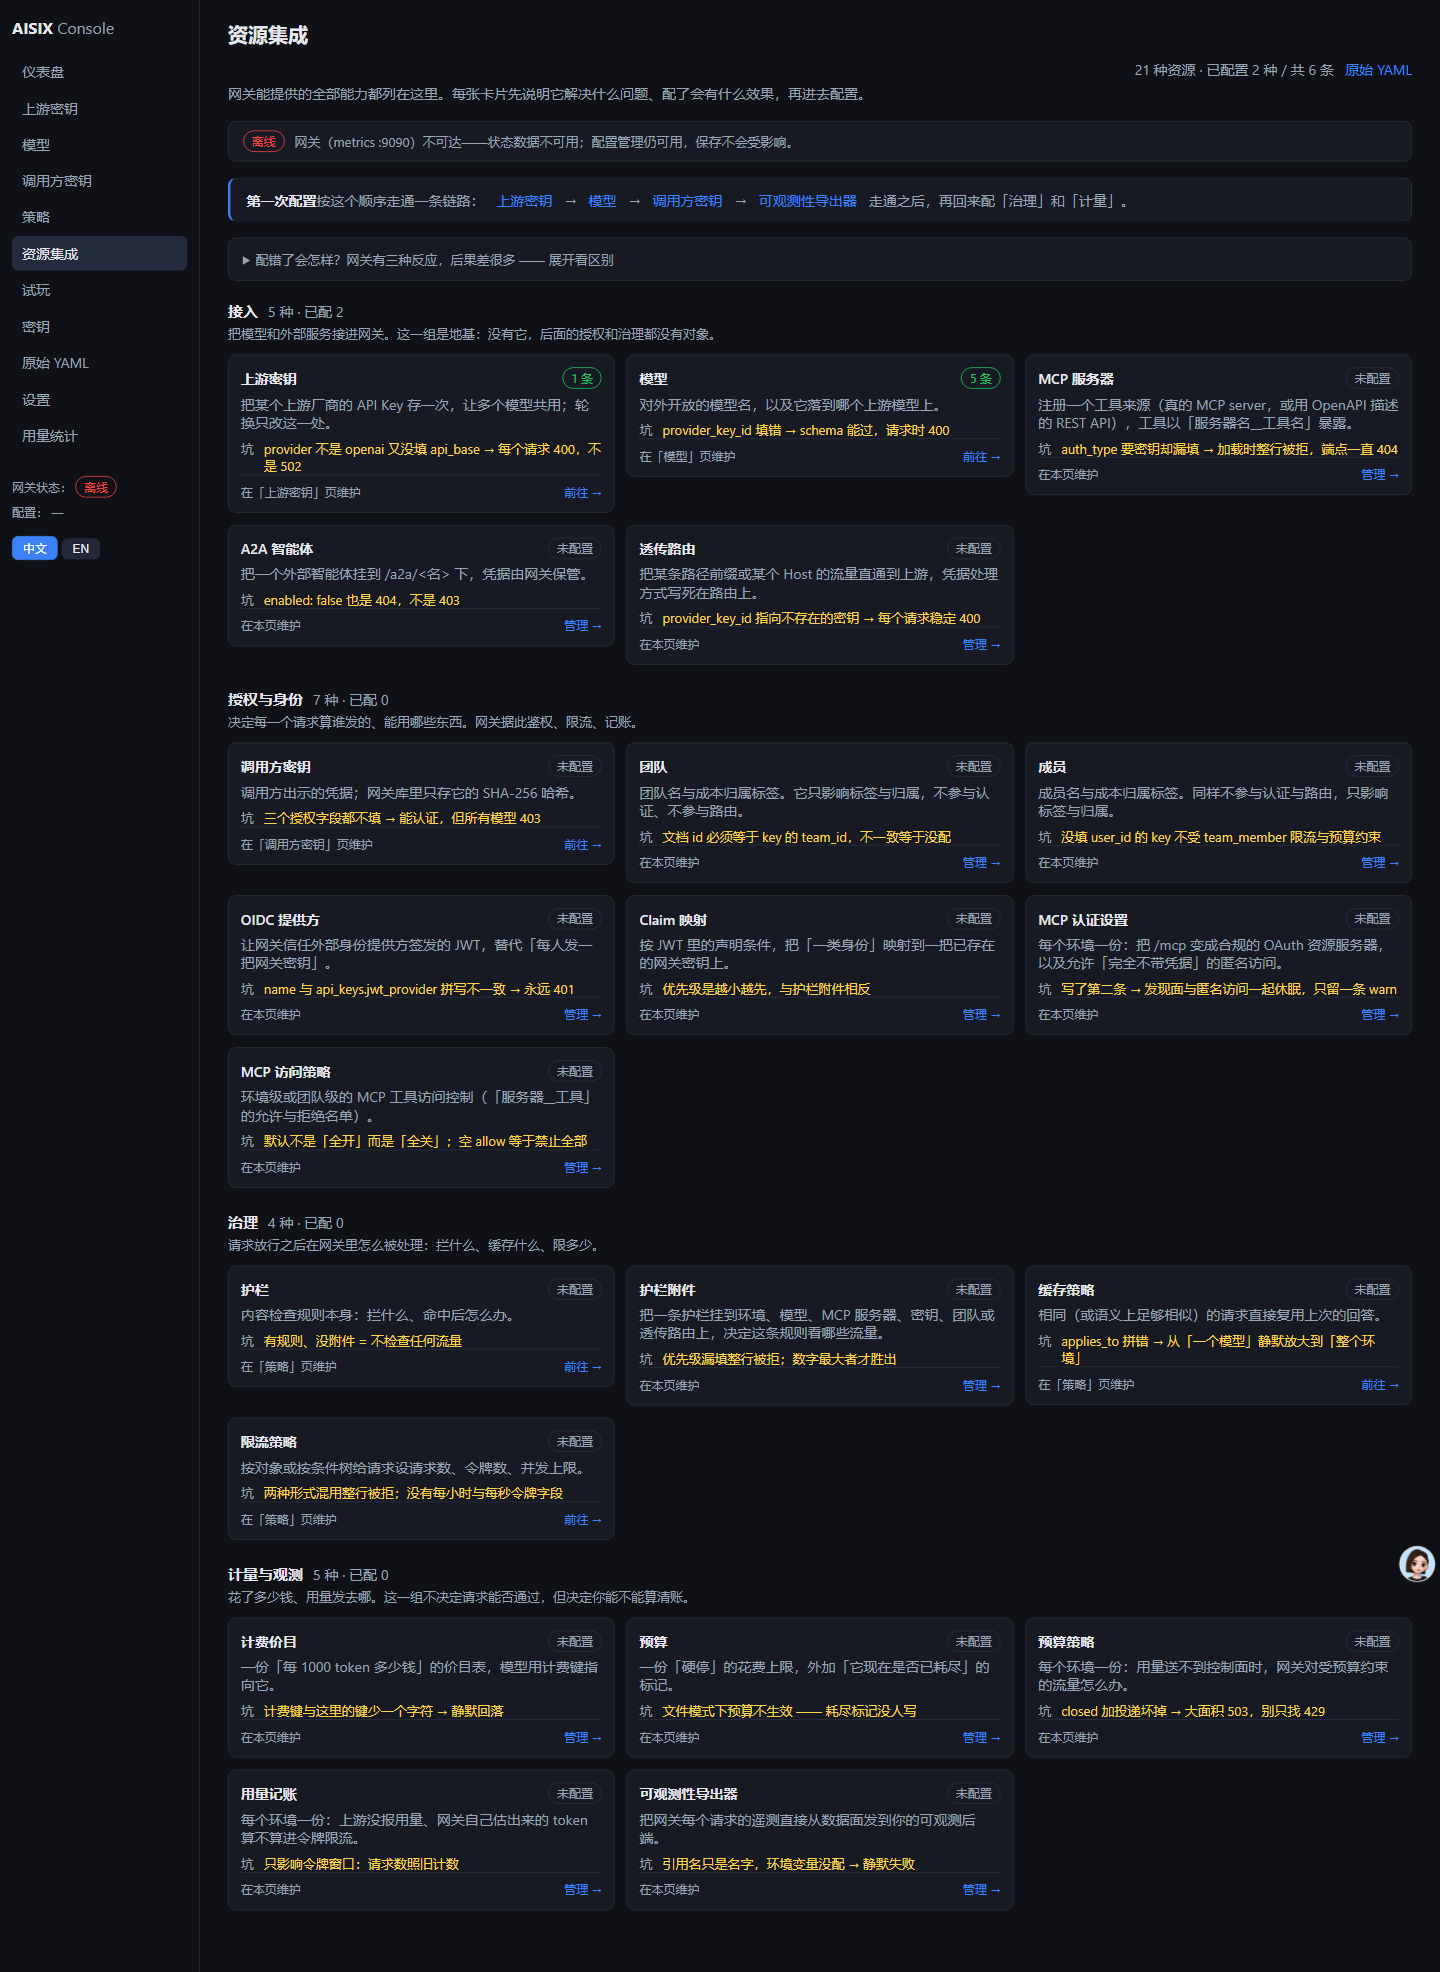 AISIX Console
仪表盘
上游密钥
模型
调用方密钥
策略
资源集成
试玩
密钥
原始 YAML
设置
用量统计
网关状态： 离线
配置： —
中文 EN
资源集成
21 种资源 · 已配置 2 种 / 共 6 条 原始 YAML
网关能提供的全部能力都列在这里。每张卡片先说明它解决什么问题、配了会有什么效果，再进去配置。
离线 网关（metrics :9090）不可达——状态数据不可用；配置管理仍可用，保存不会受影响。
第一次配置按这个顺序走通一条链路： 上游密钥 → 模型 → 调用方密钥 → 可观测性导出器 走通之后，再回来配「治理」和「计量」。
▶ 配错了会怎样？网关有三种反应，后果差很多 —— 展开看区别
接入 5 种 · 已配 2
把模型和外部服务接进网关。这一组是地基：没有它，后面的授权和治理都没有对象。
上游密钥 1 条
把某个上游厂商的 API Key 存一次，让多个模型共用；轮
换只改这一处。
坑 provider 不是 openai 又没填 api_base → 每个请求 400，不
是 502
在「上游密钥」页维护 前往 →
模型 5 条
对外开放的模型名，以及它落到哪个上游模型上。
坑 provider_key_id 填错 → schema 能过，请求时 400
在「模型」页维护 前往 →
MCP 服务器 未配置
注册一个工具来源（真的 MCP server，或用 OpenAPI 描述
的 REST API），工具以「服务器名__工具名」暴露。
坑 auth_type 要密钥却漏填 → 加载时整行被拒，端点一直 404
在本页维护 管理 →
A2A 智能体 未配置
把一个外部智能体挂到 /a2a/<名> 下，凭据由网关保管。
坑 enabled: false 也是 404，不是 403
在本页维护 管理 →
透传路由 未配置
把某条路径前缀或某个 Host 的流量直通到上游，凭据处理
方式写死在路由上。
坑 provider_key_id 指向不存在的密钥 → 每个请求稳定 400
在本页维护 管理 →
授权与身份 7 种 · 已配 0
决定每一个请求算谁发的、能用哪些东西。网关据此鉴权、限流、记账。
调用方密钥 未配置
调用方出示的凭据；网关库里只存它的 SHA-256 哈希。
坑 三个授权字段都不填 → 能认证，但所有模型 403
在「调用方密钥」页维护 前往 →
团队 未配置
团队名与成本归属标签。它只影响标签与归属，不参与认
证、不参与路由。
坑 文档 id 必须等于 key 的 team_id，不一致等于没配
在本页维护 管理 →
成员 未配置
成员名与成本归属标签。同样不参与认证与路由，只影响
标签与归属。
坑 没填 user_id 的 key 不受 team_member 限流与预算约束
在本页维护 管理 →
OIDC 提供方 未配置
让网关信任外部身份提供方签发的 JWT，替代「每人发一
把网关密钥」。
坑 name 与 api_keys.jwt_provider 拼写不一致 → 永远 401
在本页维护 管理 →
Claim 映射 未配置
按 JWT 里的声明条件，把「一类身份」映射到一把已存在
的网关密钥上。
坑 优先级是越小越先，与护栏附件相反
在本页维护 管理 →
MCP 认证设置 未配置
每个环境一份：把 /mcp 变成合规的 OAuth 资源服务器，
以及允许「完全不带凭据」的匿名访问。
坑 写了第二条 → 发现面与匿名访问一起休眠，只留一条 warn
在本页维护 管理 →
MCP 访问策略 未配置
环境级或团队级的 MCP 工具访问控制（「服务器__工具」
的允许与拒绝名单）。
坑 默认不是「全开」而是「全关」；空 allow 等于禁止全部
在本页维护 管理 →
治理 4 种 · 已配 0
请求放行之后在网关里怎么被处理：拦什么、缓存什么、限多少。
护栏 未配置
内容检查规则本身：拦什么、命中后怎么办。
坑 有规则、没附件 = 不检查任何流量
在「策略」页维护 前往 →
护栏附件 未配置
把一条护栏挂到环境、模型、MCP 服务器、密钥、团队或
透传路由上，决定这条规则看哪些流量。
坑 优先级漏填整行被拒；数字最大者才胜出
在本页维护 管理 →
缓存策略 未配置
相同（或语义上足够相似）的请求直接复用上次的回答。
坑 applies_to 拼错 → 从「一个模型」静默放大到「整个环
境」
在「策略」页维护 前往 →
限流策略 未配置
按对象或按条件树给请求设请求数、令牌数、并发上限。
坑 两种形式混用整行被拒；没有每小时与每秒令牌字段
在「策略」页维护 前往 →
计量与观测 5 种 · 已配 0
花了多少钱、用量发去哪。这一组不决定请求能否通过，但决定你能不能算清账。
计费价目 未配置
一份「每 1000 token 多少钱」的价目表，模型用计费键指
向它。
坑 计费键与这里的键少一个字符 → 静默回落
在本页维护 管理 →
预算 未配置
一份「硬停」的花费上限，外加「它现在是否已耗尽」的
标记。
坑 文件模式下预算不生效 —— 耗尽标记没人写
在本页维护 管理 →
预算策略 未配置
每个环境一份：用量送不到控制面时，网关对受预算约束
的流量怎么办。
坑 closed 加投递坏掉 → 大面积 503，别只找 429
在本页维护 管理 →
用量记账 未配置
每个环境一份：上游没报用量、网关自己估出来的 token
算不算进令牌限流。
坑 只影响令牌窗口：请求数照旧计数
在本页维护 管理 →
可观测性导出器 未配置
把网关每个请求的遥测直接从数据面发到你的可观测后
端。
坑 引用名只是名字，环境变量没配 → 静默失败
在本页维护 管理 →